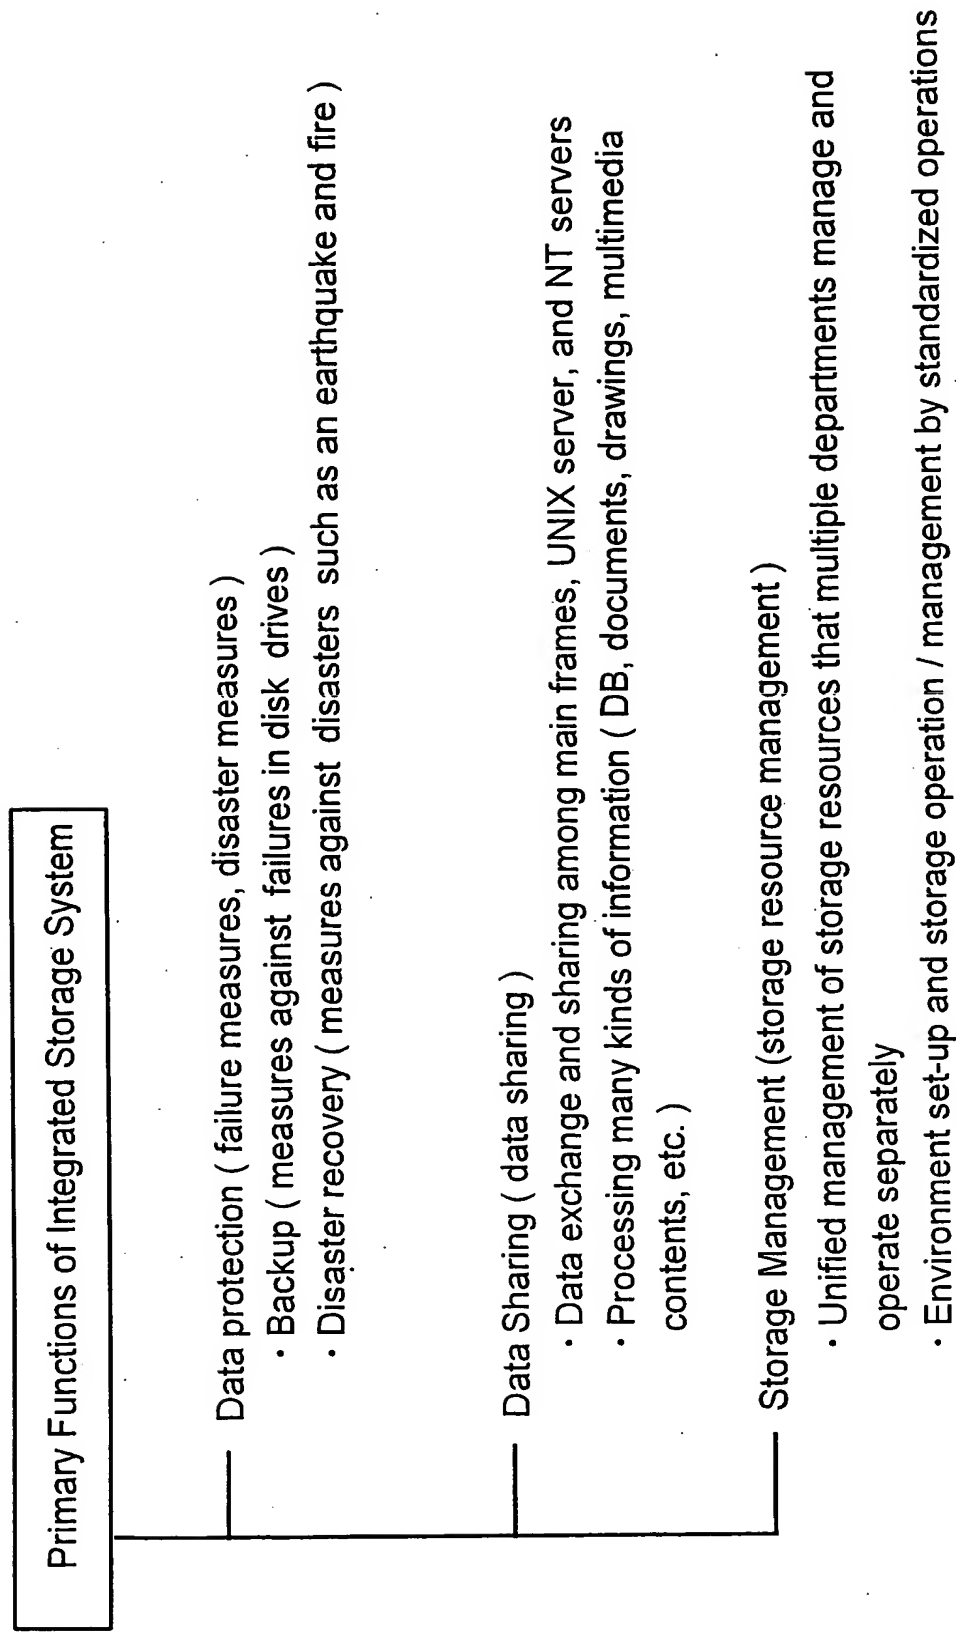 Primary Functions of Integrated Storage System
Data protection ( failure measures, disaster measures )
· Backup ( measures against failures in disk drives )
· Disaster recovery ( measures against disasters such as an earthquake and fire )
Data Sharing ( data sharing )
· Data exchange and sharing among main frames, UNIX server, and NT servers
· Processing many kinds of information ( DB, documents, drawings, multimedia
contents, etc. )
Storage Management (storage resource management )
· Unified management of storage resources that multiple departments manage and
operate separately
· Environment set-up and storage operation / management by standardized operations